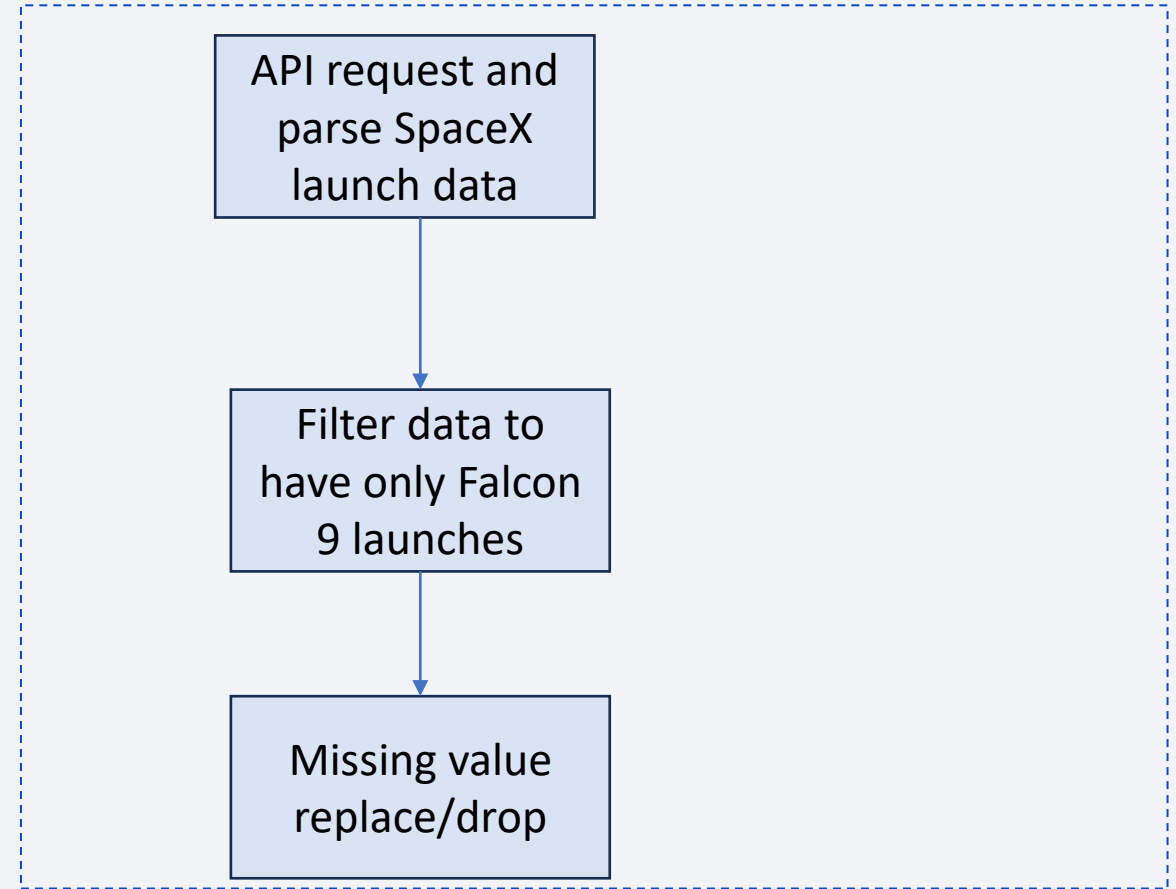 API request and
parse SpaceX
launch data
Filter data to
have only Falcon
9 launches
Missing value
replace/drop